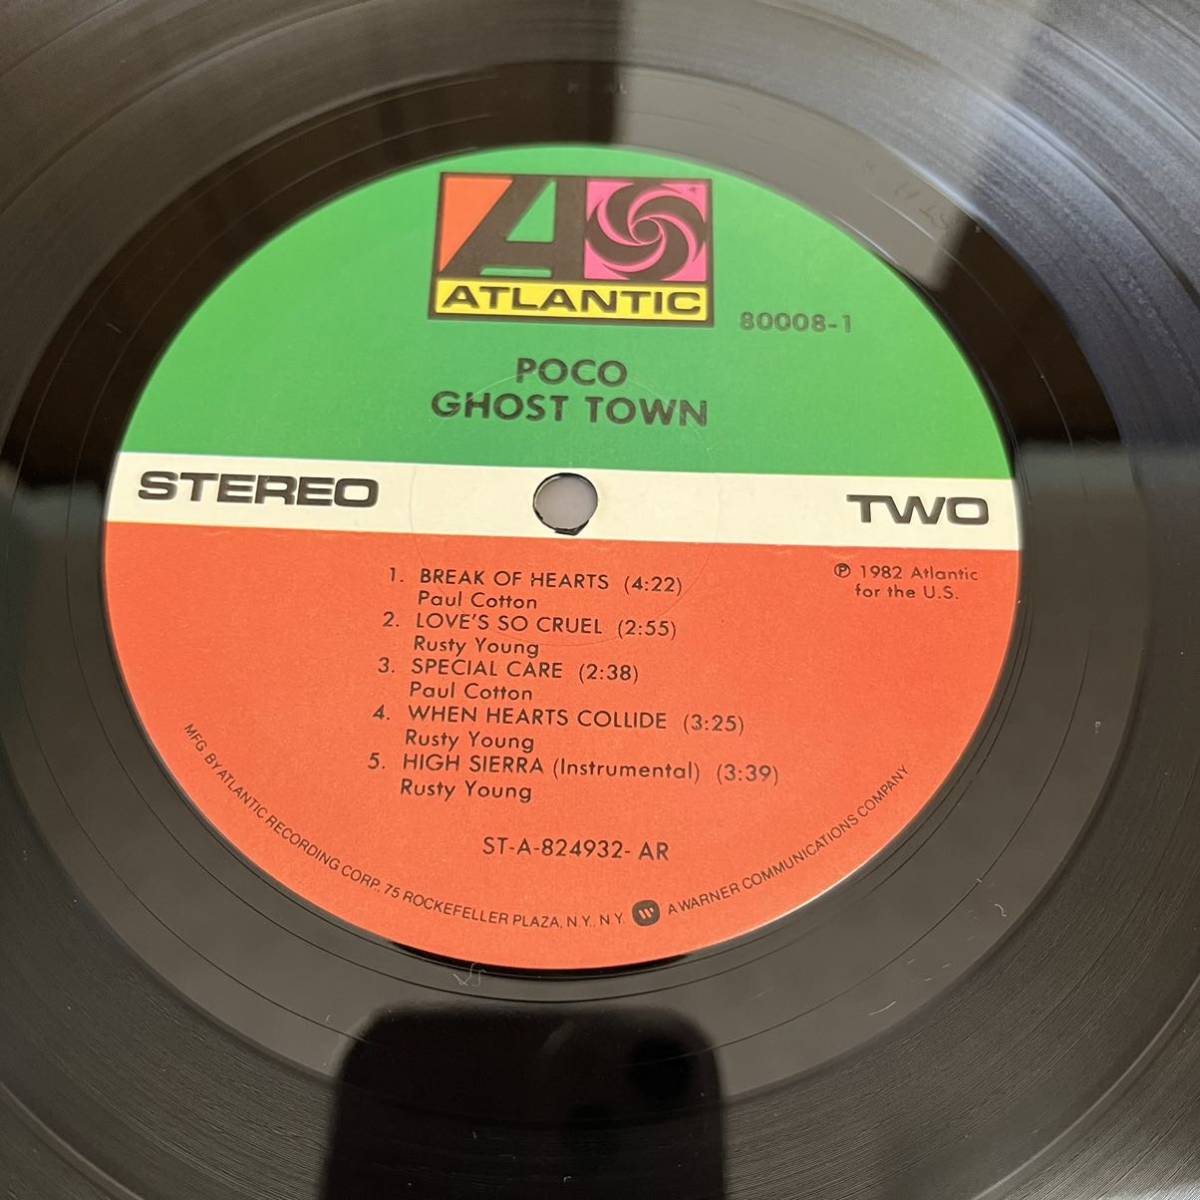 ATLANTIC
80008-1
POCO
GHOST TOWN
STEREO
TWO
℗ 1982 Atlantic
for the U.S.
1. BREAK OF HEARTS (4:22)
Paul Cotton
2. LOVE'S SO CRUEL (2:55)
Rusty Young
3. SPECIAL CARE (2:38)
Paul Cotton
4. WHEN HEARTS COLLIDE (3:25)
Rusty Young
5. HIGH SIERRA (Instrumental) (3:39)
Rusty Young
ST-A-824932-AR
MFG. BY ATLANTIC RECORDING CORP., 75 ROCKEFELLER PLAZA, N.Y., N.Y. A WARNER COMMUNICATIONS COMPANY